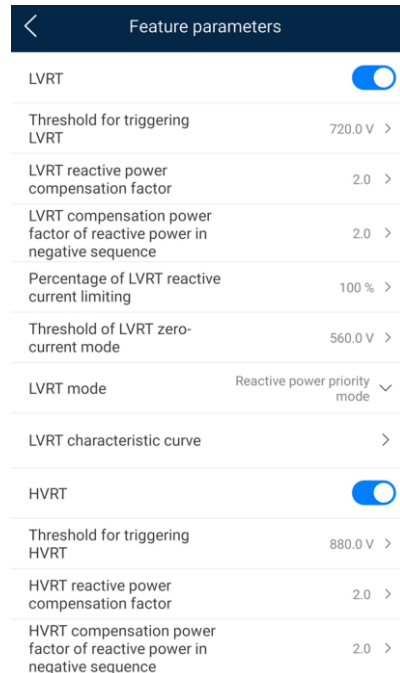 Feature parameters
LVRT
Threshold for triggering
LVRT
720.0 V
LVRT reactive power
compensation factor
2.0
LVRT compensation power
factor of reactive power in
negative sequence
2.0
Percentage of LVRT reactive
current limiting
100 %
Threshold of LVRT zero-
current mode
560.0 V
LVRT mode
Reactive power priority
mode
LVRT characteristic curve
HVRT
Threshold for triggering
HVRT
880.0 V
HVRT reactive power
compensation factor
2.0
HVRT compensation power
factor of reactive power in
negative sequence
2.0